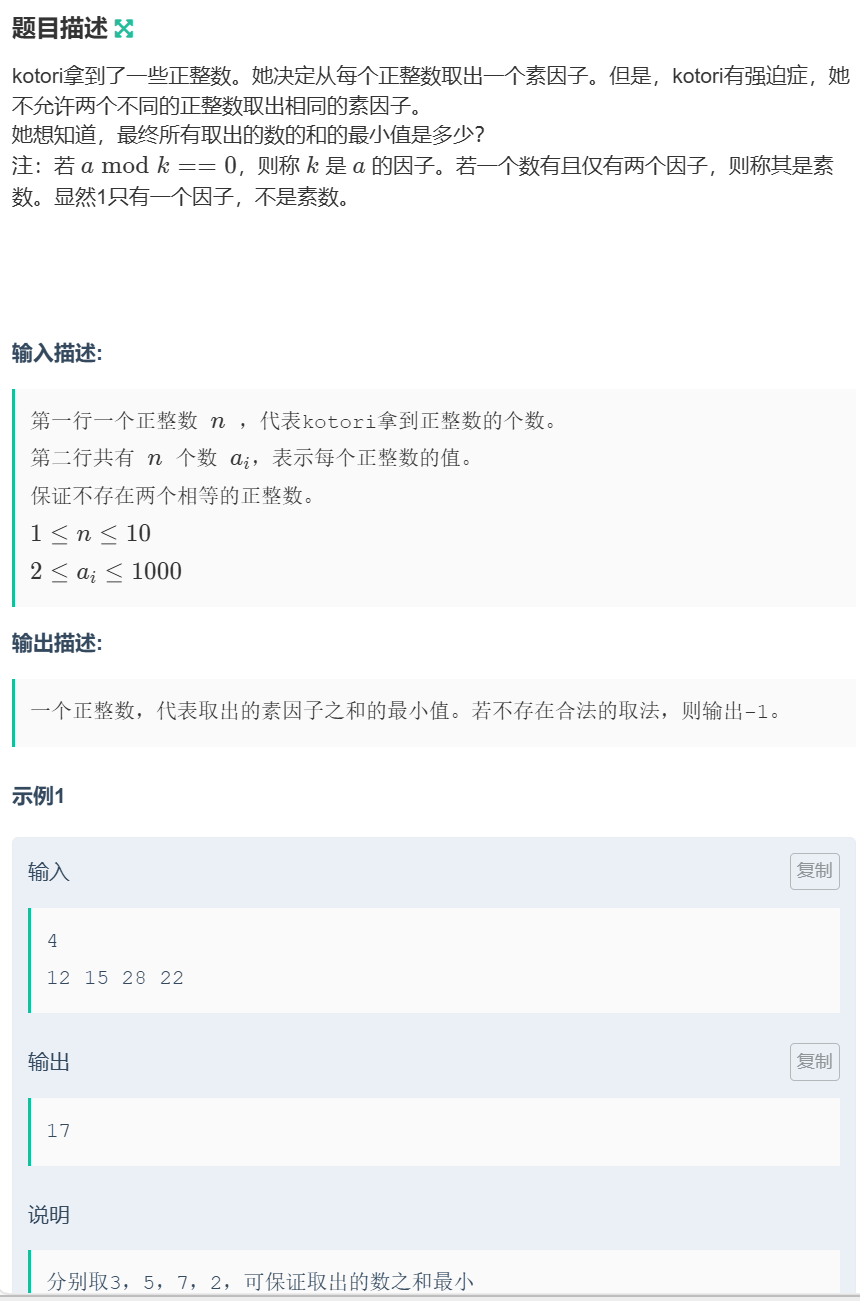 题目描述
kotori拿到了一些正整数。她决定从每个正整数取出一个素因子。但是，kotori有强迫症，她
不允许两个不同的正整数取出相同的素因子。
她想知道，最终所有取出的数的和的最小值是多少？
注：若 a mod k == 0，则称 k 是 a 的因子。若一个数有且仅有两个因子，则称其是素
数。显然1只有一个因子，不是素数。
输入描述:
第一行一个正整数 n ，代表kotori拿到正整数的个数。
第二行共有 n 个数 aᵢ，表示每个正整数的值。
保证不存在两个相等的正整数。
1 ≤ n ≤ 10
2 ≤ aᵢ ≤ 1000
输出描述:
一个正整数，代表取出的素因子之和的最小值。若不存在合法的取法，则输出-1。
示例1
输入
复制
4
12 15 28 22
输出
复制
17
说明
分别取3，5，7，2，可保证取出的数之和最小